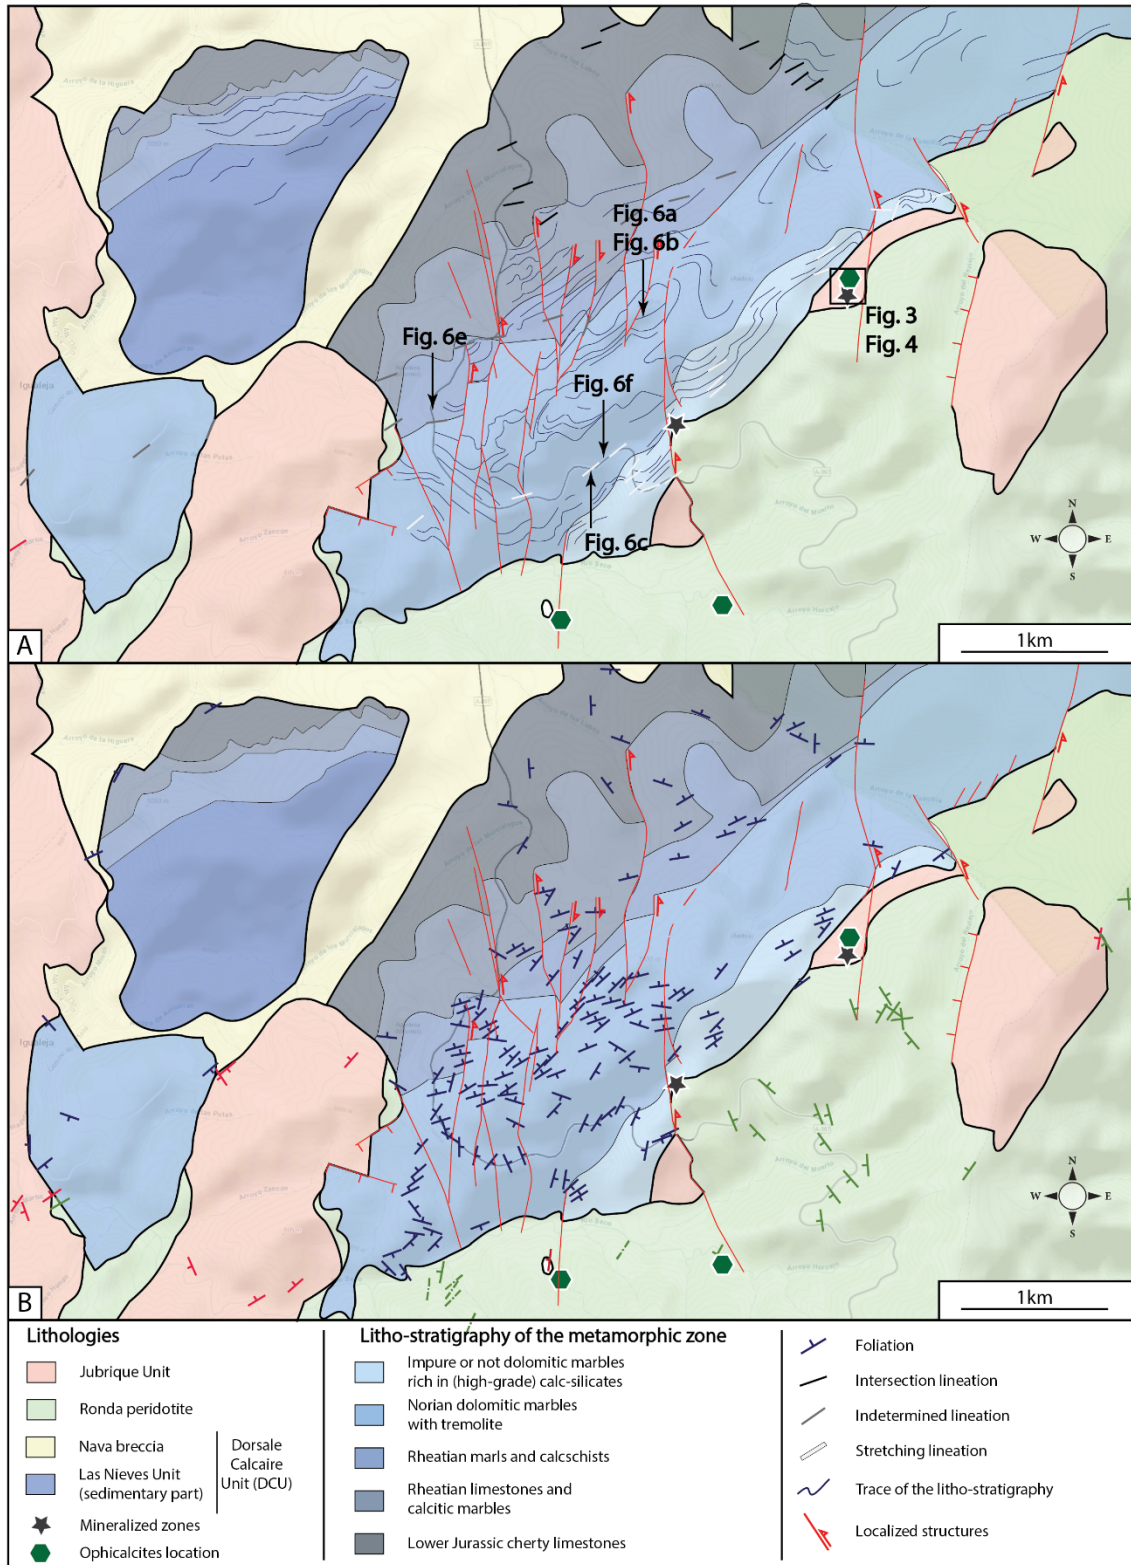 Fig. 6a
Fig. 6b
Fig. 3
Fig. 4
Fig. 6e
Fig. 6f
Fig. 6c
Igualeja
N
W
E
S
A
1km
Igualeja
N
W
E
S
B
1km
Lithologies
Jubrique Unit
Ronda peridotite
Nava breccia
Las Nieves Unit
(sedimentary part)
Dorsale
Calcaire
Unit (DCU)
Mineralized zones
Ophicalcites location
Litho-stratigraphy of the metamorphic zone
Impure or not dolomitic marbles
rich in (high-grade) calc-silicates
Norian dolomitic marbles
with tremolite
Rheatian marls and calcschists
Rheatian limestones and
calcitic marbles
Lower Jurassic cherty limestones
Foliation
Intersection lineation
Indetermined lineation
Stretching lineation
Trace of the litho-stratigraphy
Localized structures